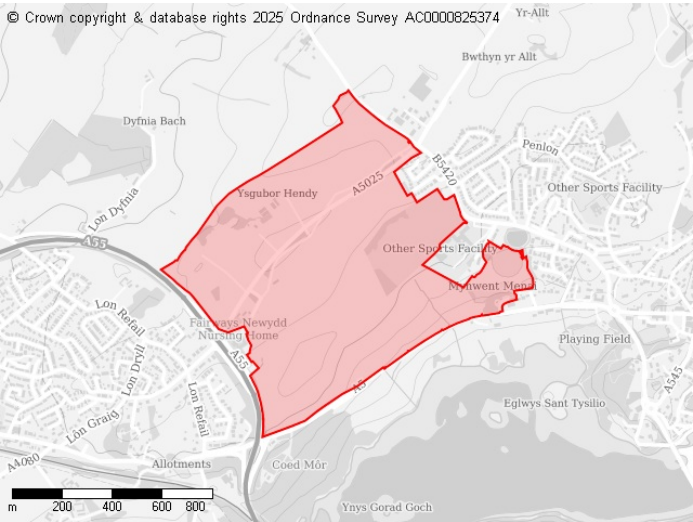 © Crown copyright & database rights 2025 Ordnance Survey AC0000825374
Yr-Allt
Bwthyn yr Allt
Dyfnia Bach
Penlon
B5420
A5025
Other Sports Facility
Ysgubor Hendy
Lon Dyfnia
A55
Other Sports Facility
Mynwent Menai
Lon Refail
Fairways Newydd
Nursing Home
Playing Field
A55
Lon Dryll
A5
A545
Lon Refail
Eglwys Sant Tysilio
Lôn Graig
A4080
Allotments
Coed Môr
Ynys Gorad Goch
m 200 400 600 800